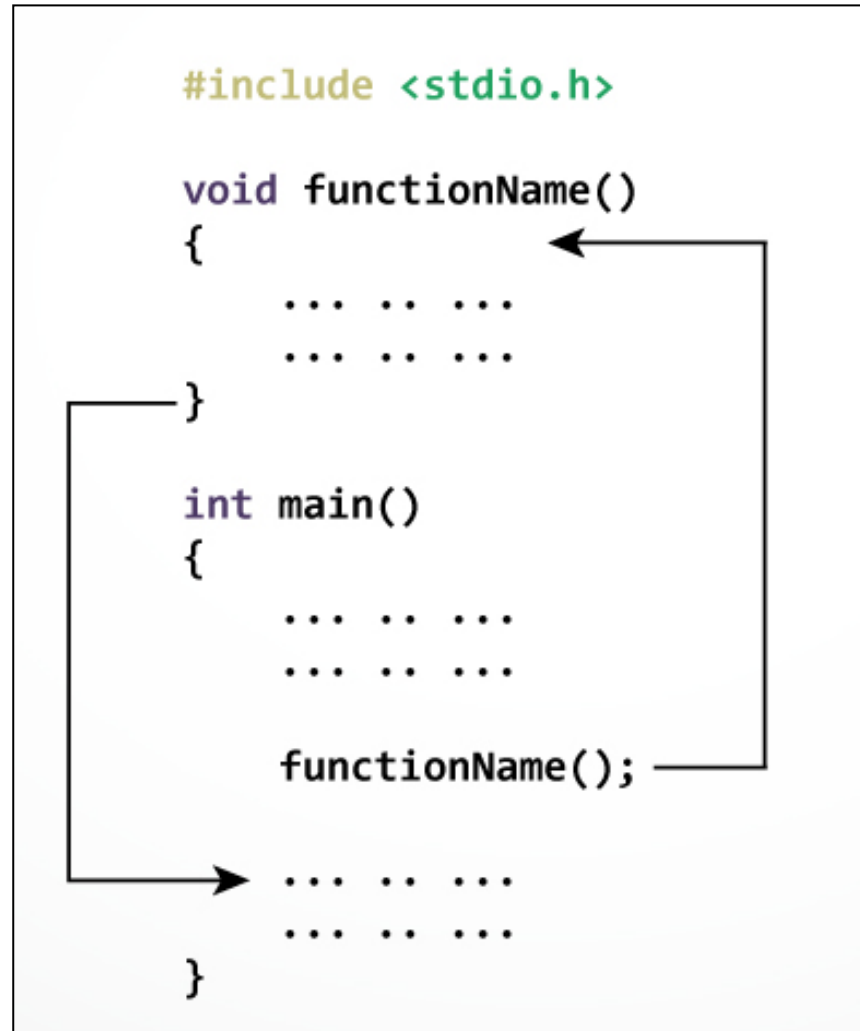 #include <stdio.h>
void functionName()
{
... .. ...
... .. ...
}
int main()
{
... .. ...
... .. ...
functionName();
... .. ...
... .. ...
}